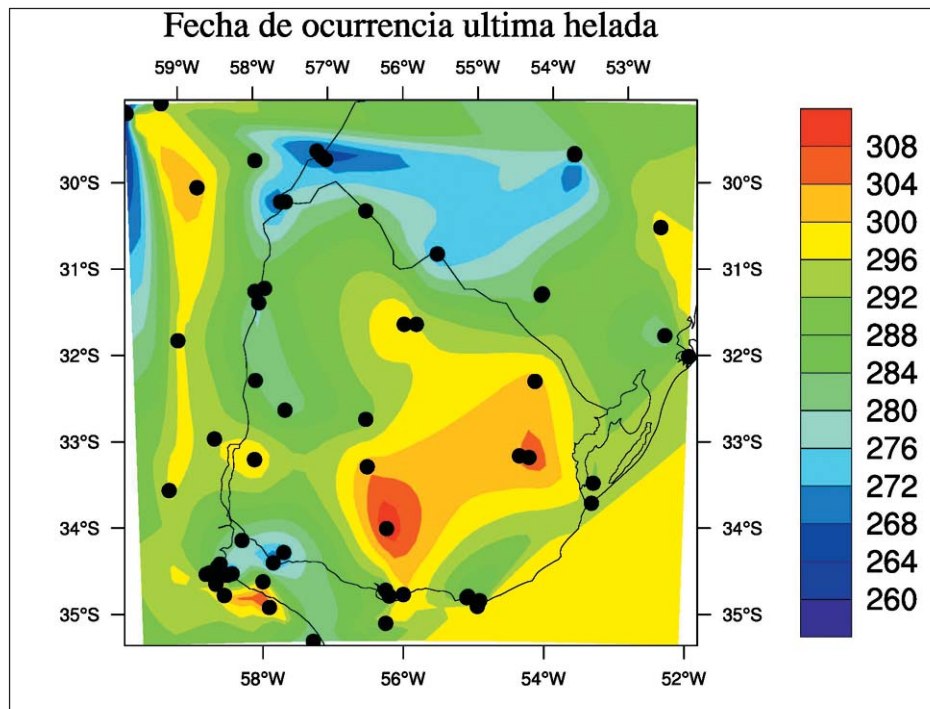 Fecha de ocurrencia ultima helada
59°W 58°W 57°W 56°W 55°W 54°W 53°W
30°S
31°S
32°S
33°S
34°S
35°S
30°S
31°S
32°S
33°S
34°S
35°S
58°W 56°W 54°W 52°W
308
304
300
296
292
288
284
280
276
272
268
264
260